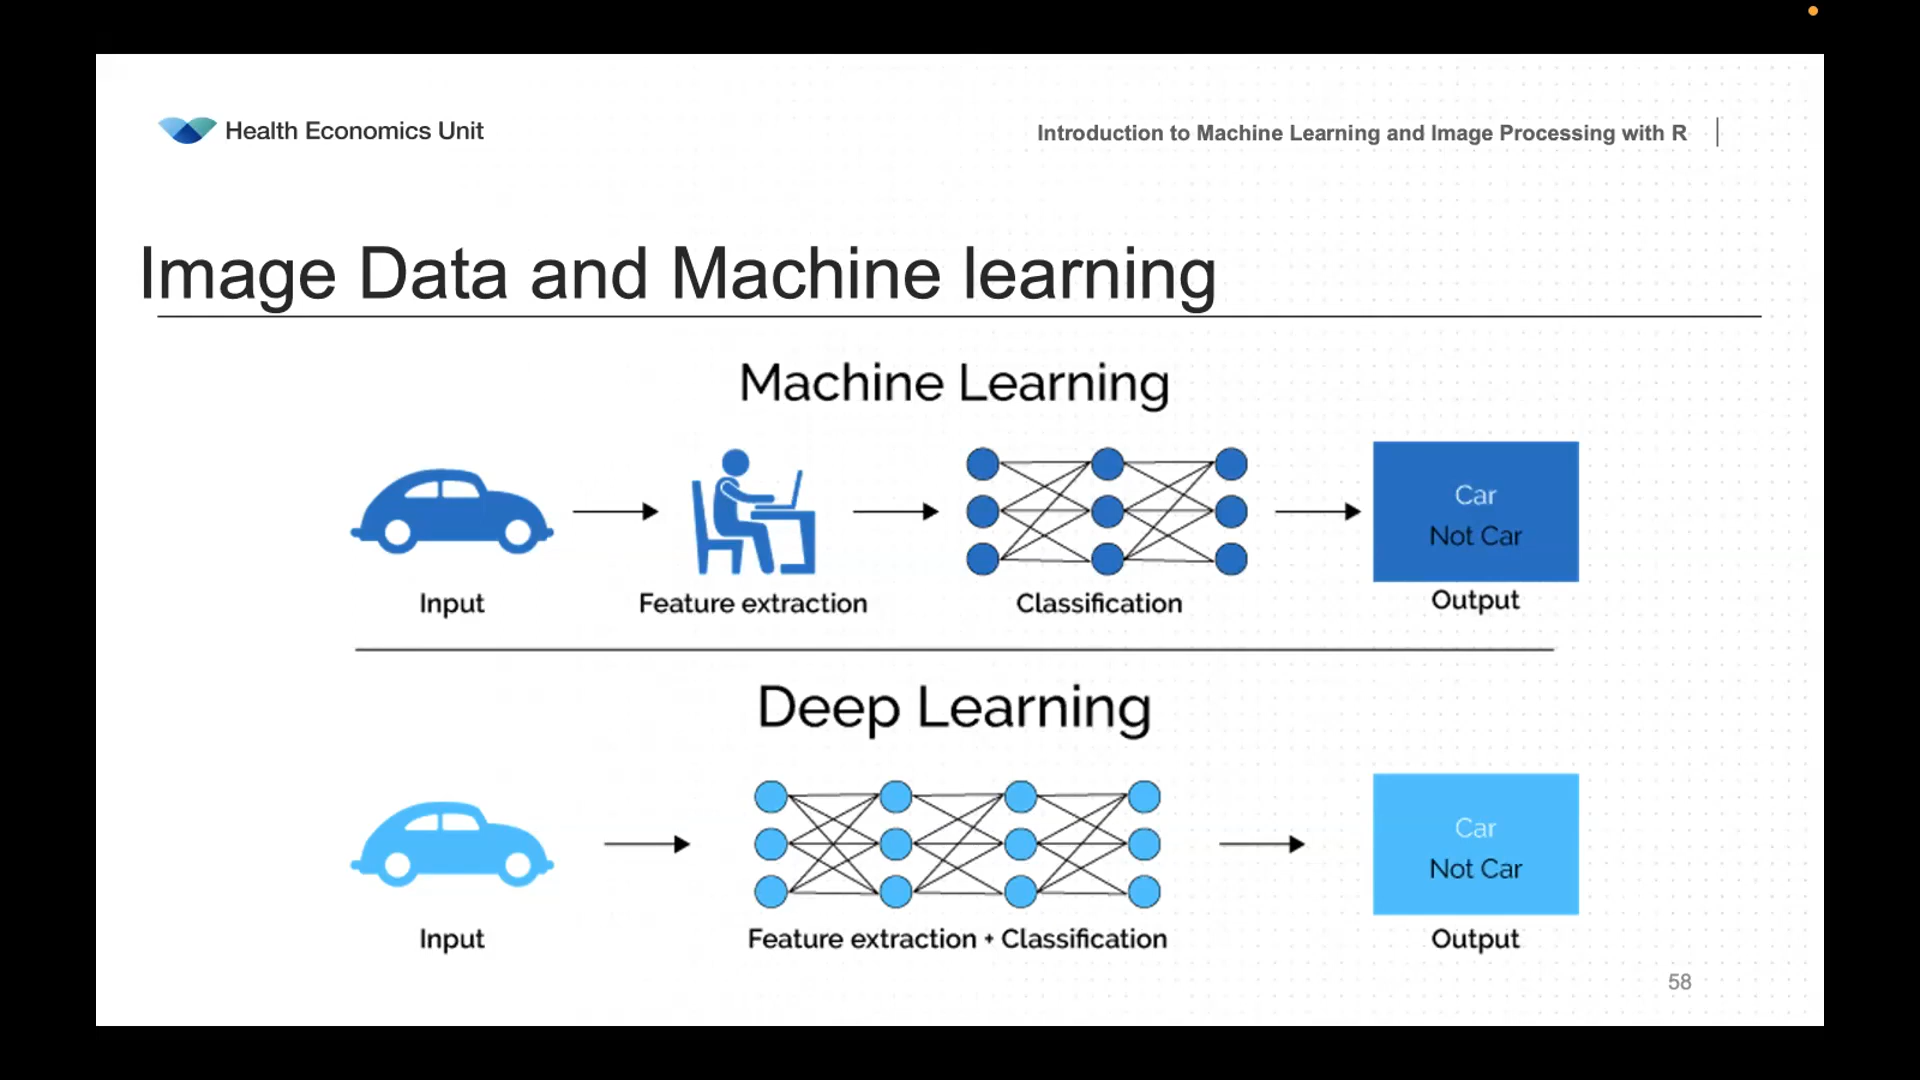 Health Economics Unit
Introduction to Machine Learning and Image Processing with R
Image Data and Machine learning
Machine Learning
Car
Not Car
Input
Feature extraction
Classification
Output
Deep Learning
Car
Not Car
Input
Feature extraction + Classification
Output
58